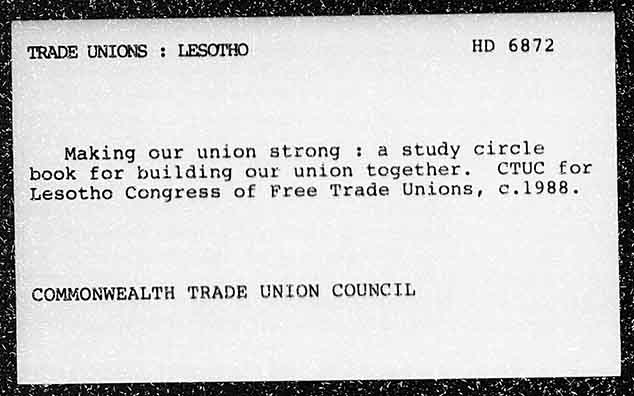 TRADE UNIONS : LESOTHO
HD 6872
Making our union strong : a study circle
book for building our union together. CTUC for
Lesotho Congress of Free Trade Unions, c.1988.
COMMONWEALTH TRADE UNION COUNCIL